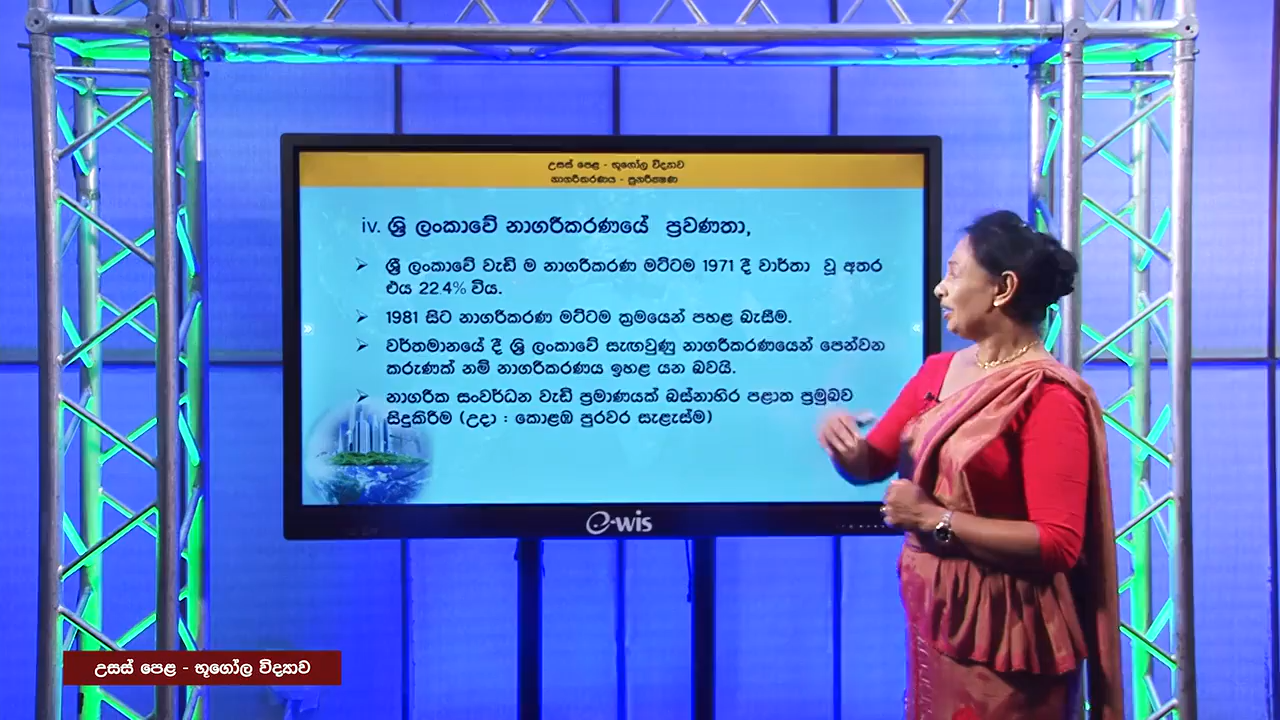 උසස් පෙළ - භූගෝල විද්‍යාව
නාගරීකරණය - පුනරීක්ෂණ
iv. ශ්‍රි ලංකාවේ නාගරීකරණයේ ප්‍රවණතා,
ශ්‍රී ලංකාවේ වැඩි ම නාගරීකරණ මට්ටම 1971 දී වාර්තා වූ අතර
එය 22.4% විය.
1981 සිට නාගරීකරණ මට්ටම ක්‍රමයෙන් පහළ බැසීම.
වර්තමානයේ දී ශ්‍රි ලංකාවේ සැඟවුණු නාගරීකරණයෙන් පෙන්වන
කරුණක් නම් නාගරීකරණය ඉහළ යන බවයි.
නාගරික සංවර්ධන වැඩි ප්‍රමාණයක් බස්නාහිර පළාත ප්‍රමුඛව
සිදුකිරීම (උදා : කොළඹ පුරවර සැළැස්ම)
e-wis
උසස් පෙළ - භූගෝල විද්‍යාව